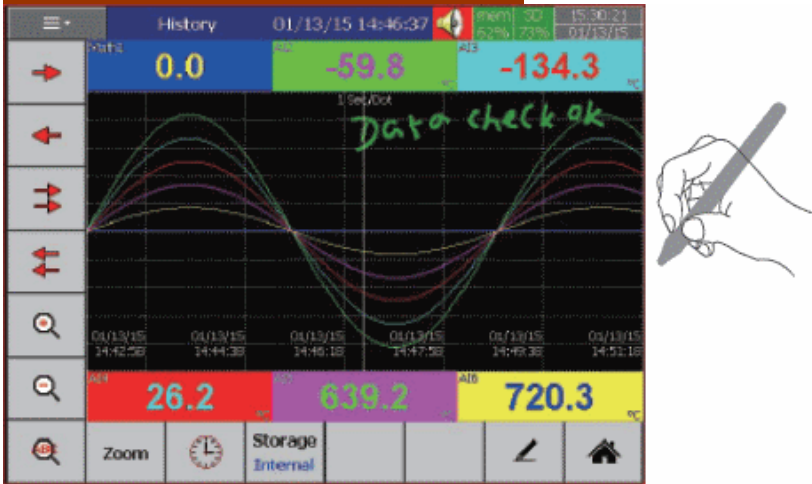 History 01/13/15 14:46:37 mem SD 15:30:21
62% 73% 01/13/15
Math1 AI2 AI3
0.0 -59.8 -134.3
°C °C
1 Sec/Dot
Data check ok
01/13/15 01/13/15 01/13/15 01/13/15 01/13/15 01/13/15
14:42:58 14:44:38 14:46:18 14:47:58 14:49:38 14:51:18
AI4 AI5 AI6
26.2 639.2 720.3
°C °C °C
Zoom Storage
Internal